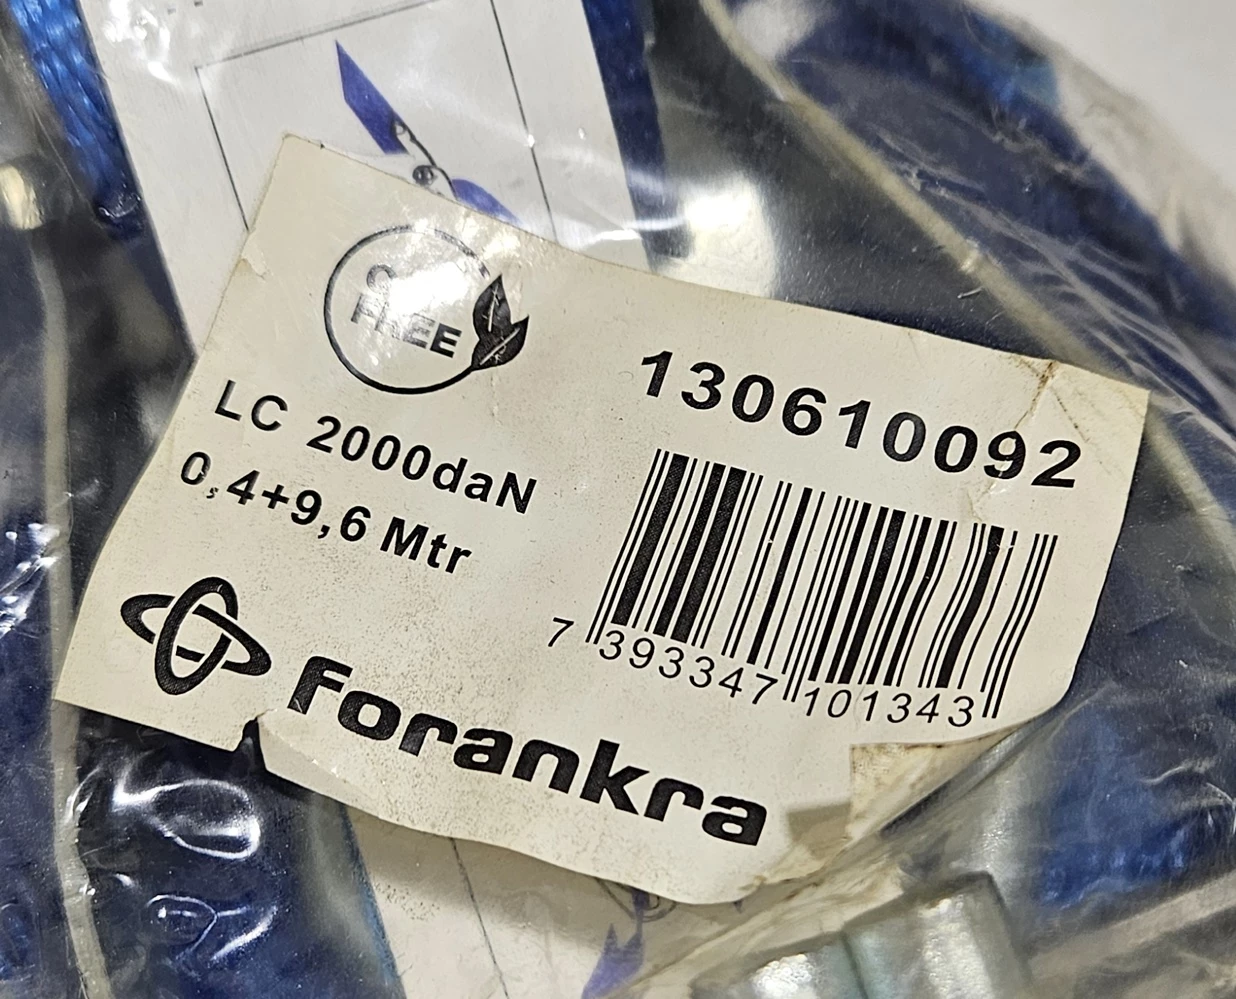 FREE
130610092
LC 2000daN
0,4+9,6 Mtr
7 393347 101343
forankra